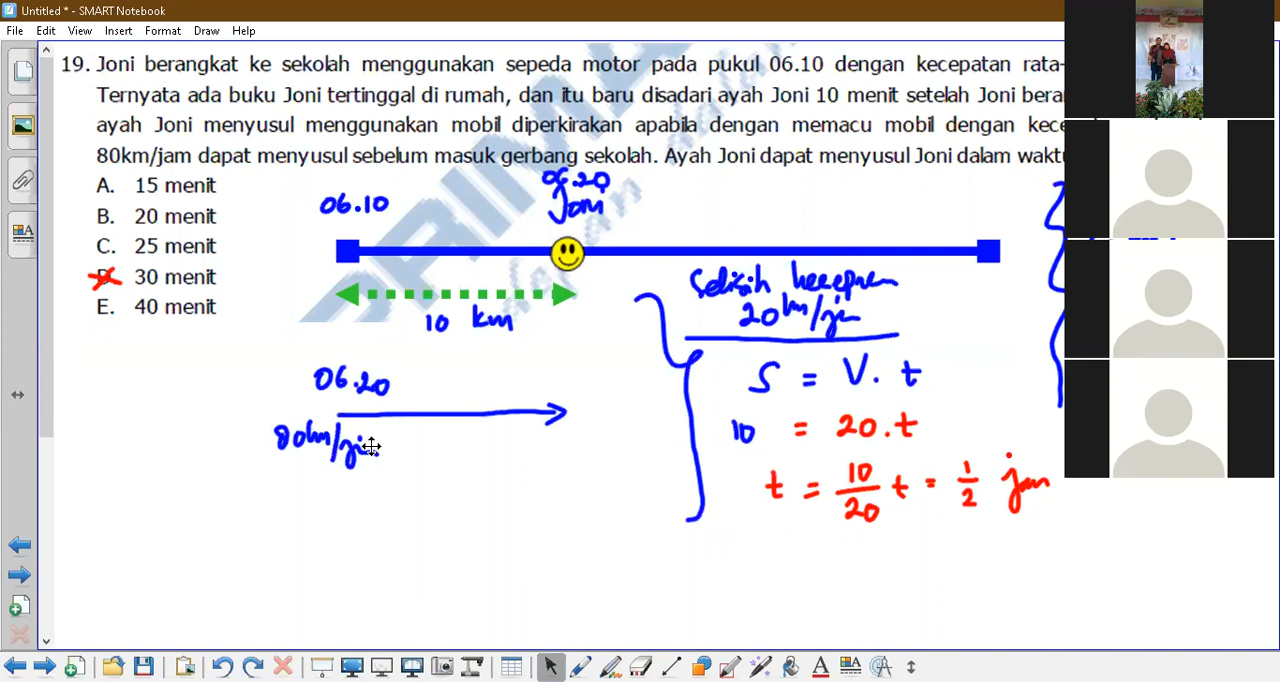 Untitled * - SMART Notebook
File Edit View Insert Format Draw Help
19. Joni berangkat ke sekolah menggunakan sepeda motor pada pukul 06.10 dengan kecepatan rata-
Ternyata ada buku Joni tertinggal di rumah, dan itu baru disadari ayah Joni 10 menit setelah Joni bera
ayah Joni menyusul menggunakan mobil diperkirakan apabila dengan memacu mobil dengan kece
80km/jam dapat menyusul sebelum masuk gerbang sekolah. Ayah Joni dapat menyusul Joni dalam waktu
A. 15 menit
B. 20 menit
C. 25 menit
D. 30 menit
E. 40 menit
06.10
06.20
Joni
10 km
selisih
20 km/jam
S = V. t
10 = 20.t
t = 10/20 t = 1/2 jam
06.20
80km/jam
PRIMA